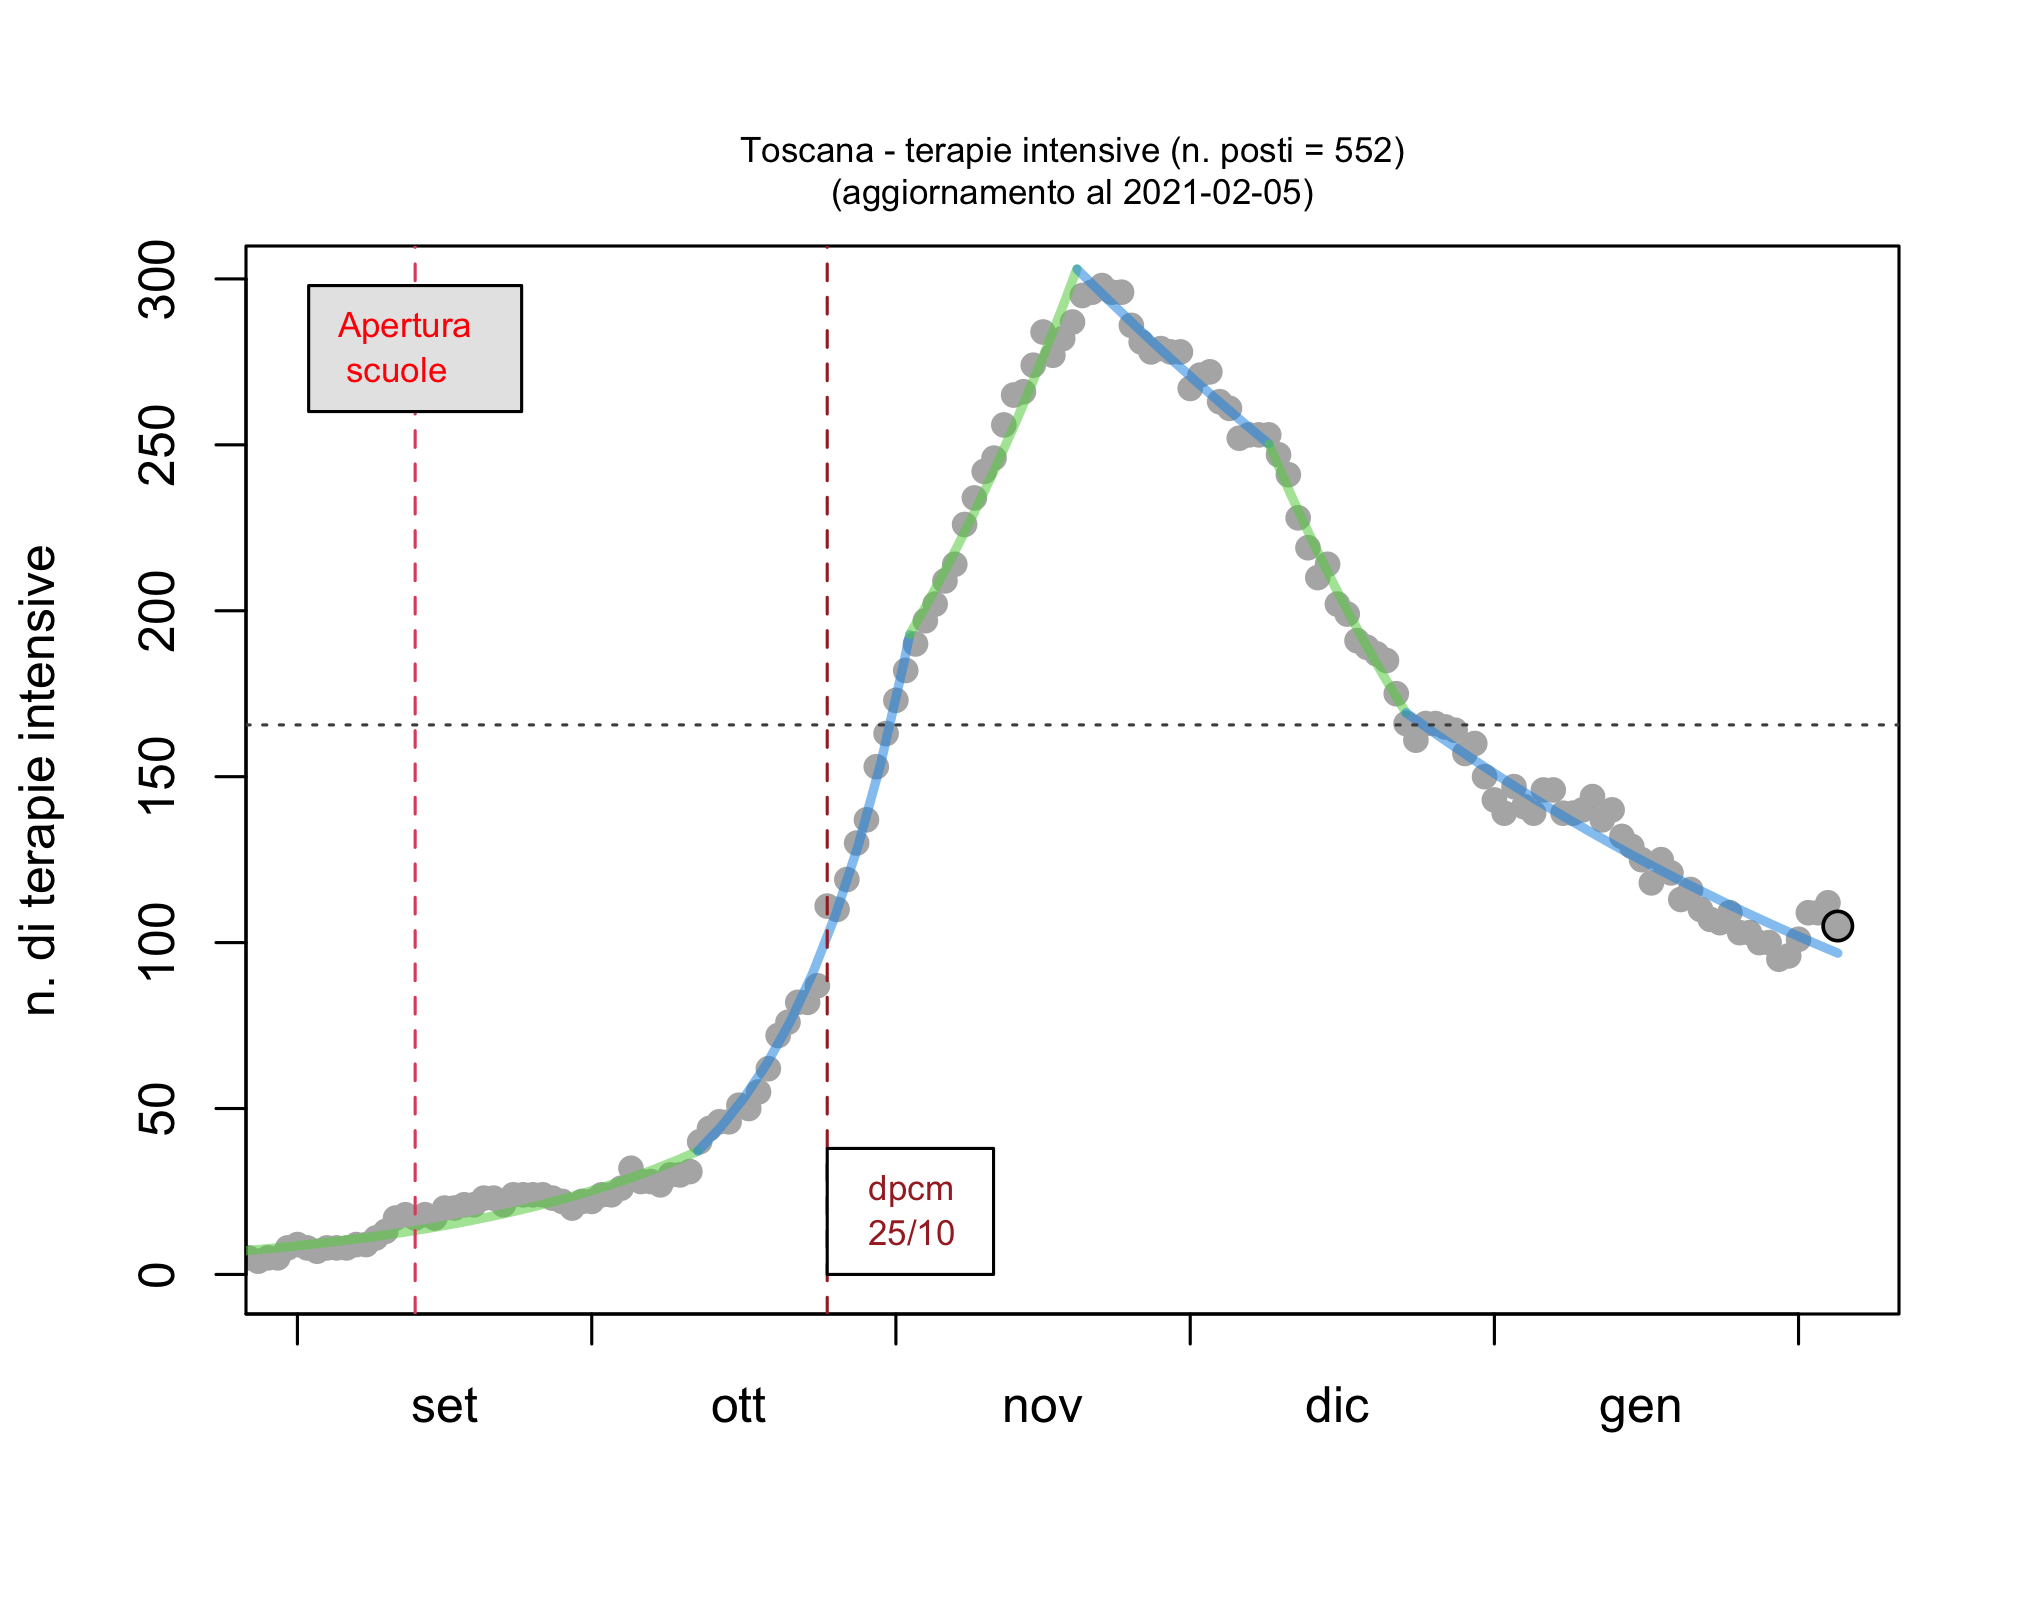 Toscana - terapie intensive (n. posti = 552)
(aggiornamento al 2021-02-05)
n. di terapie intensive
300
250
200
150
100
50
0
Apertura
scuole
dpcm
25/10
set
ott
nov
dic
gen